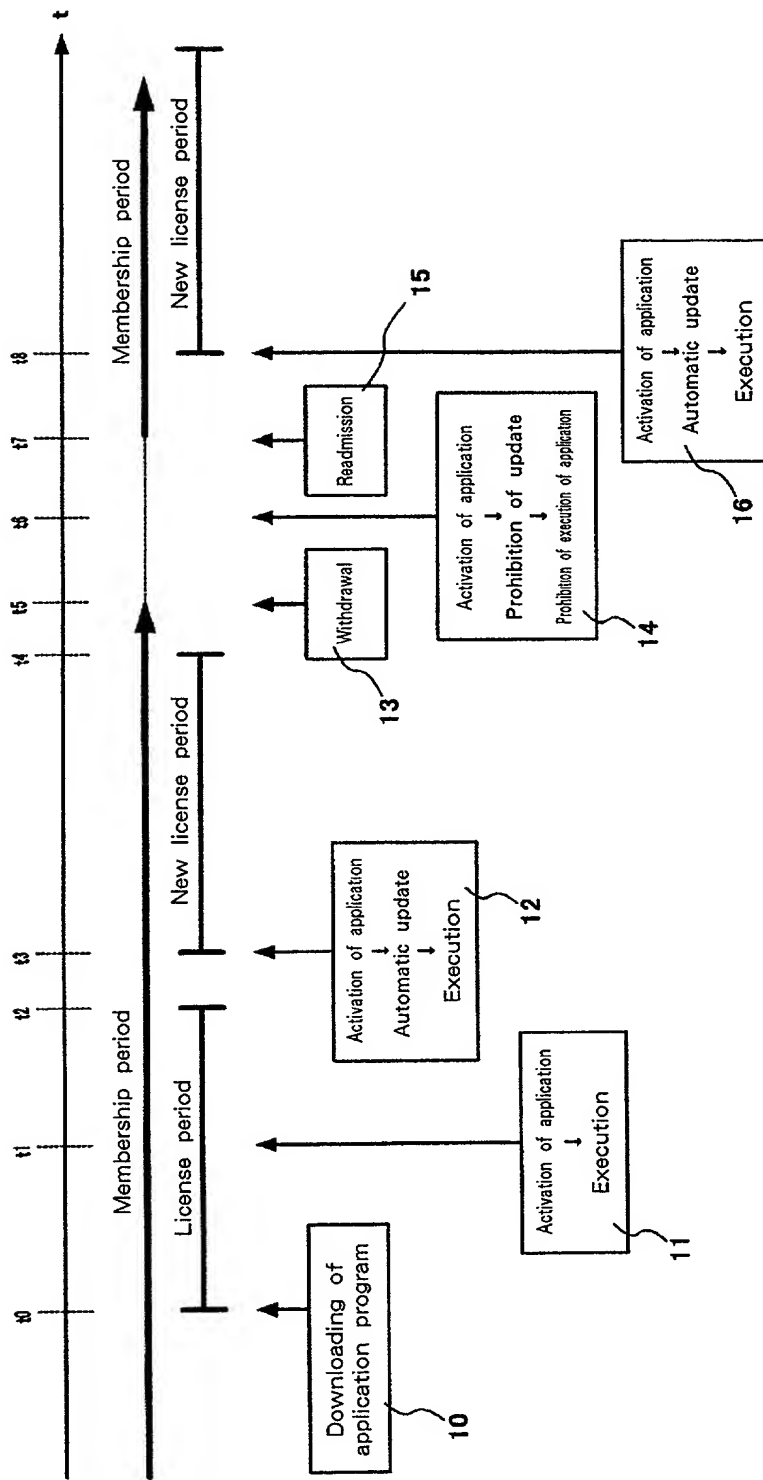 t
t0
t1
t2
t3
t4
t5
t6
t7
t8
Membership period
Membership period
License period
New license period
New license period
Downloading of
application program
10
Activation of application
↓
Execution
11
Activation of application
↓
Automatic update
↓
Execution
12
Withdrawal
13
Activation of application
↓
Prohibition of update
↓
Prohibition of execution of application
14
Readmission
15
Activation of application
↓
Automatic update
↓
Execution
16